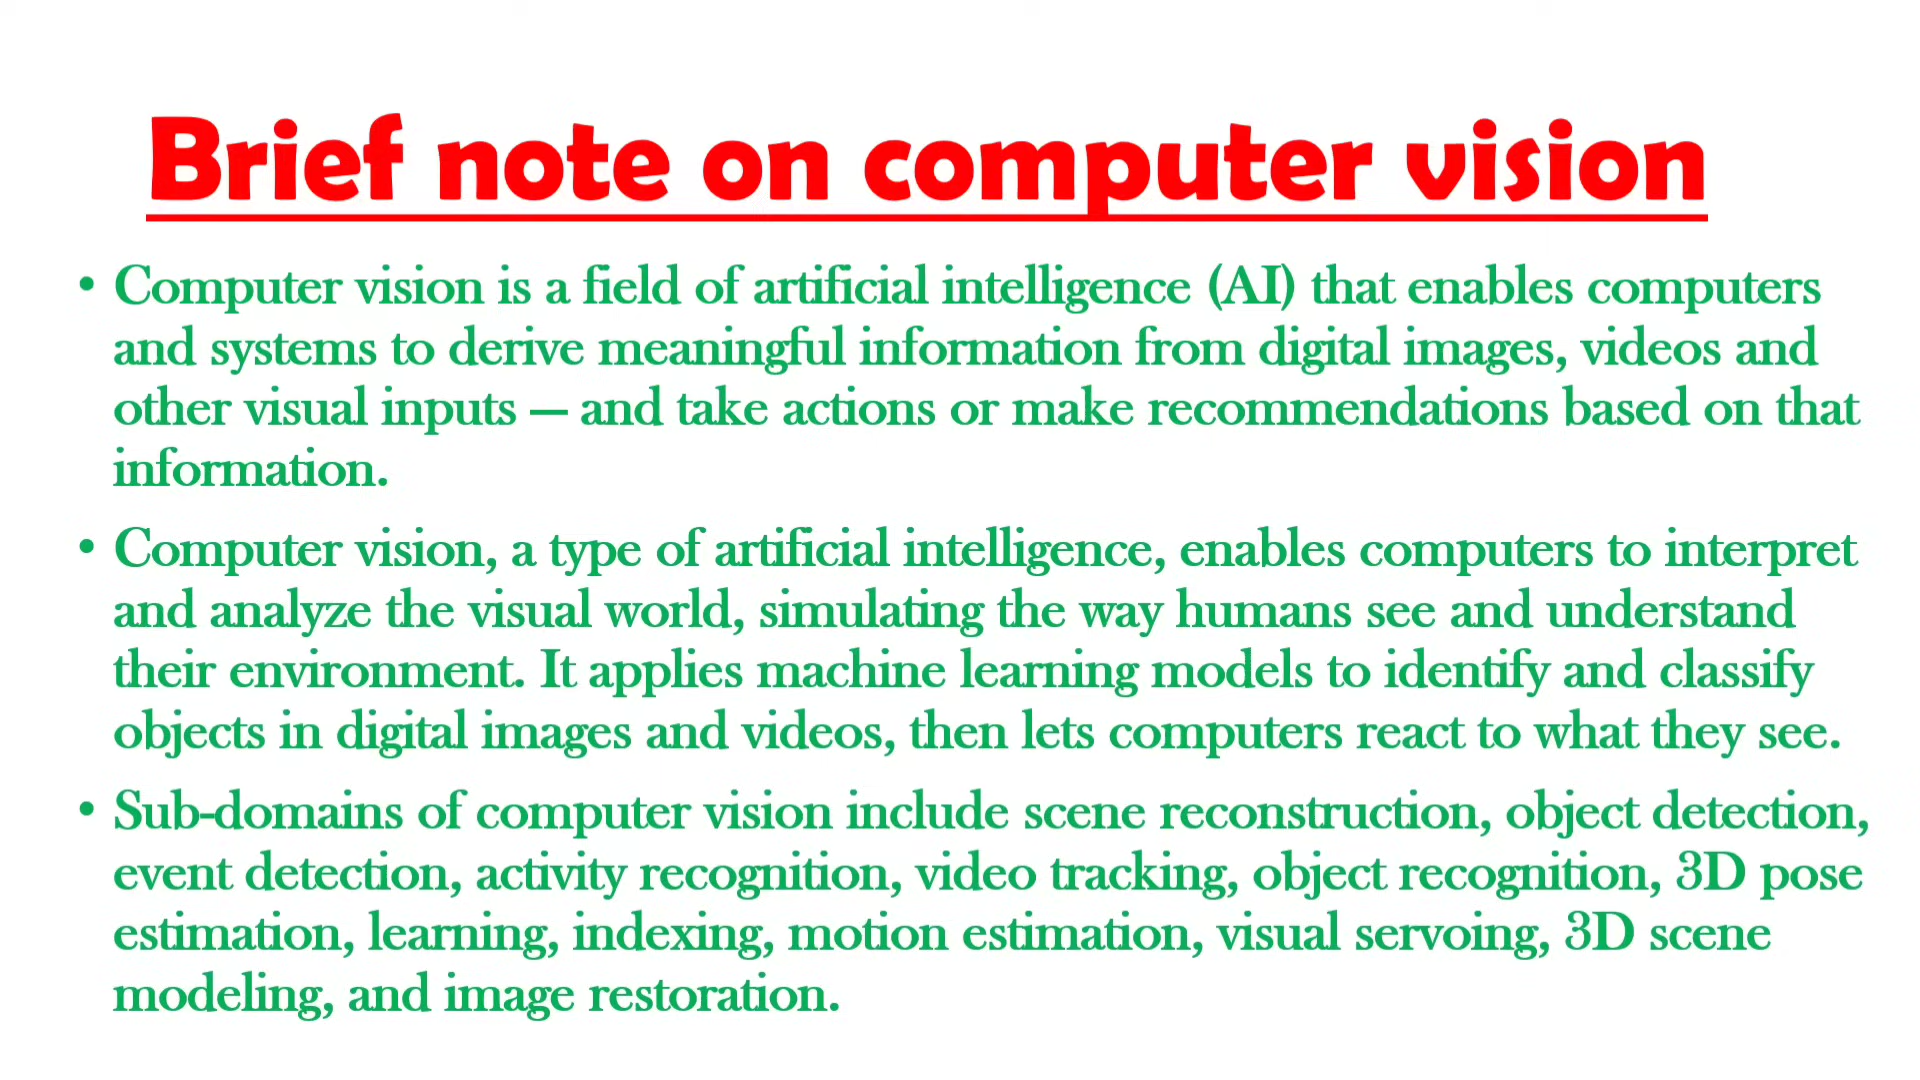 Brief note on computer vision
• Computer vision is a field of artificial intelligence (AI) that enables computers
and systems to derive meaningful information from digital images, videos and
other visual inputs — and take actions or make recommendations based on that
information.
• Computer vision, a type of artificial intelligence, enables computers to interpret
and analyze the visual world, simulating the way humans see and understand
their environment. It applies machine learning models to identify and classify
objects in digital images and videos, then lets computers react to what they see.
• Sub-domains of computer vision include scene reconstruction, object detection,
event detection, activity recognition, video tracking, object recognition, 3D pose
estimation, learning, indexing, motion estimation, visual servoing, 3D scene
modeling, and image restoration.